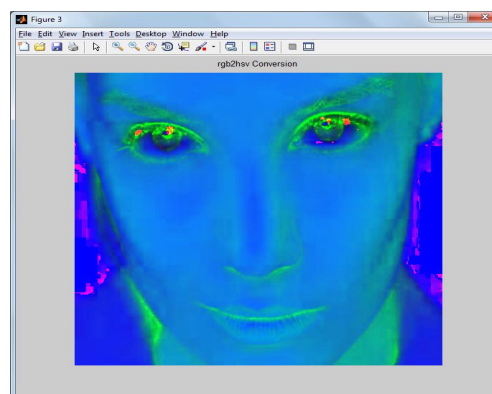 Figure 3
File Edit View Insert Tools Desktop Window Help
rgb2hsv Conversion